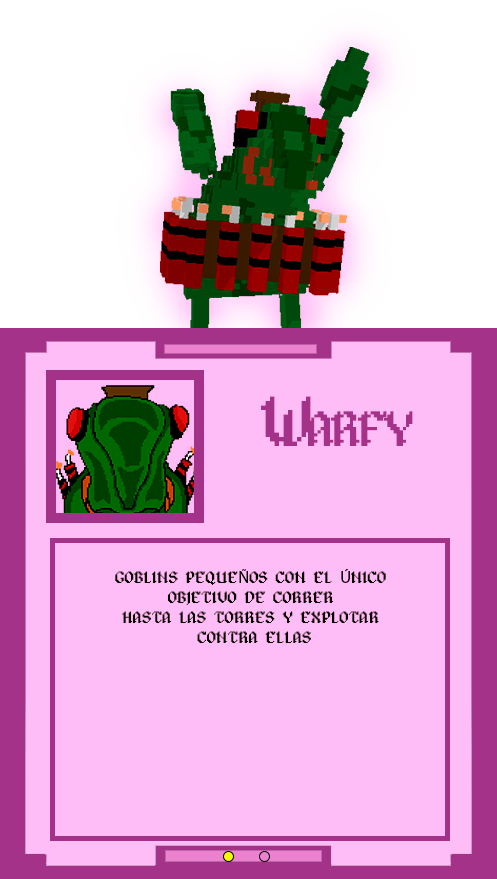 Warfy
GOBLINS PEQUEÑOS CON EL ÚNICO
OBJETIVO DE CORRER
HASTA LAS TORRES Y EXPLOTAR
CONTRA ELLAS